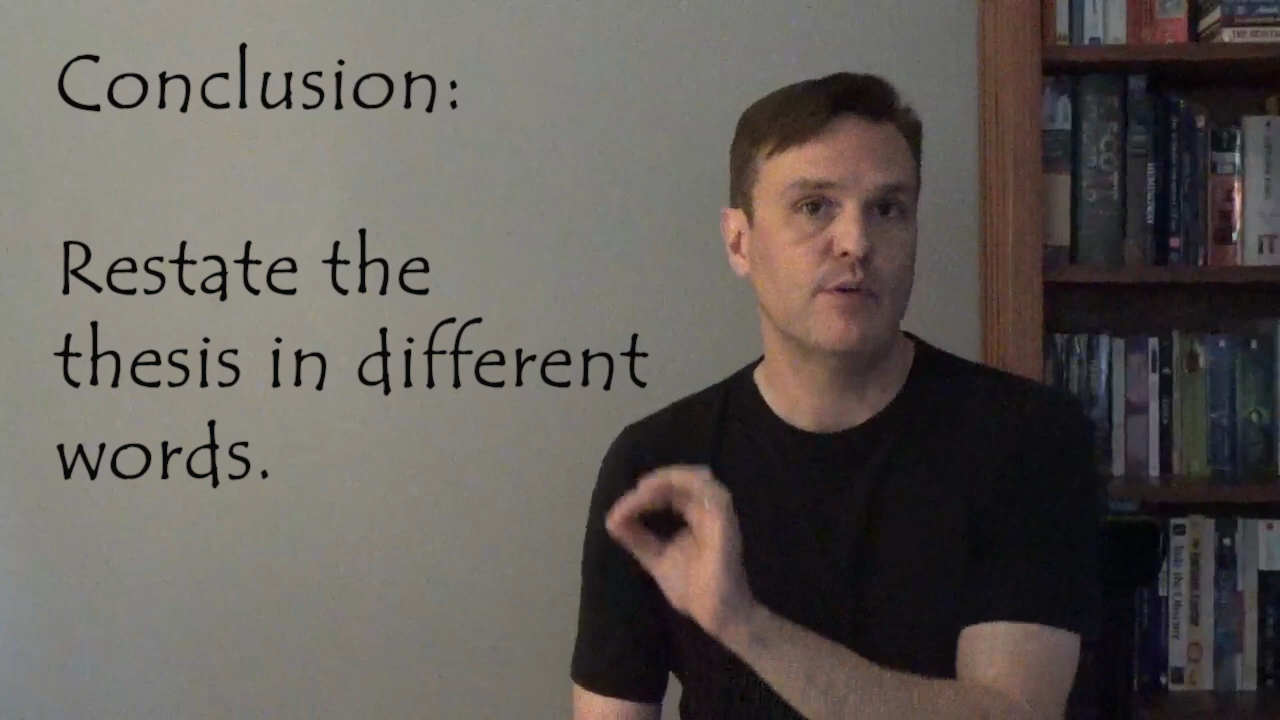 Conclusion:
Restate the
thesis in different
words.